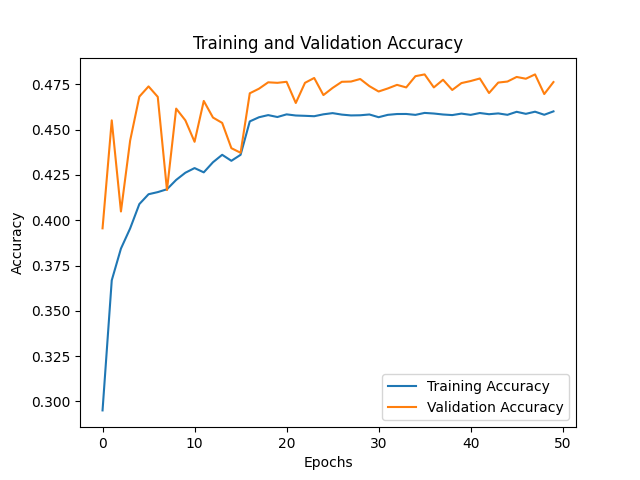 Training and Validation Accuracy
Accuracy
0.475
0.450
0.425
0.400
0.375
0.350
0.325
0.300
0
10
20
30
40
50
Epochs
Training Accuracy
Validation Accuracy